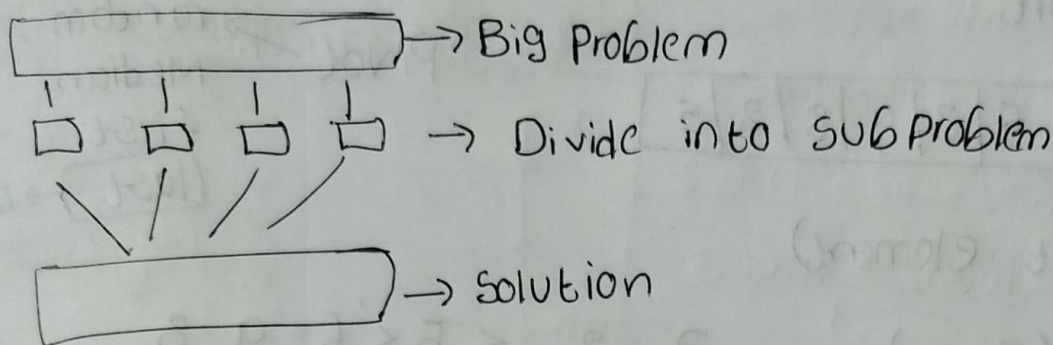 → Big Problem
→ Divide into subproblem
→ solution